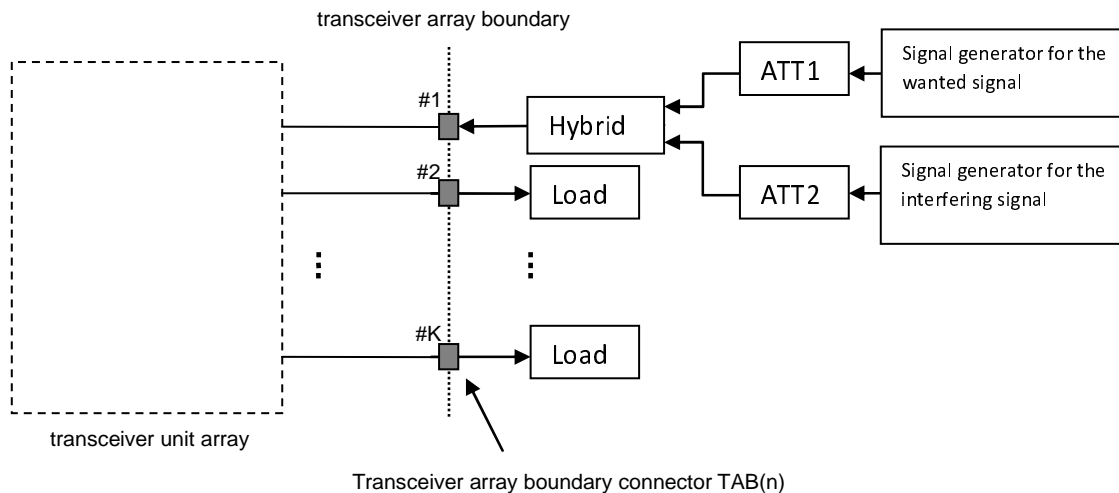 transceiver array boundary
#1
Hybrid
ATT1
Signal generator for the
wanted signal
#2
Load
ATT2
Signal generator for the
interfering signal
#K
Load
transceiver unit array
Transceiver array boundary connector TAB(n)